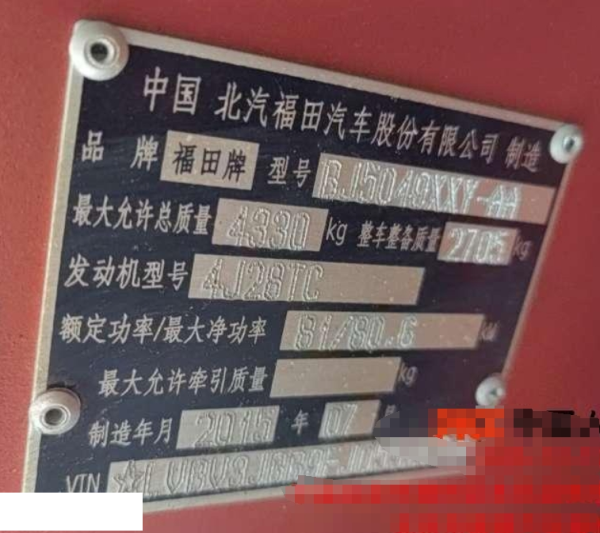 中国 北汽福田汽车股份有限公司 制造
品 牌 福田牌 型号 BJ5049XXY-AA
最大允许总质量 4330 kg 整车整备质量 2705 kg
发动机型号 4J28TC
额定功率/最大净功率 81/80.6 kW
最大允许牵引质量 kg
制造年月 2015 年 07
VIN